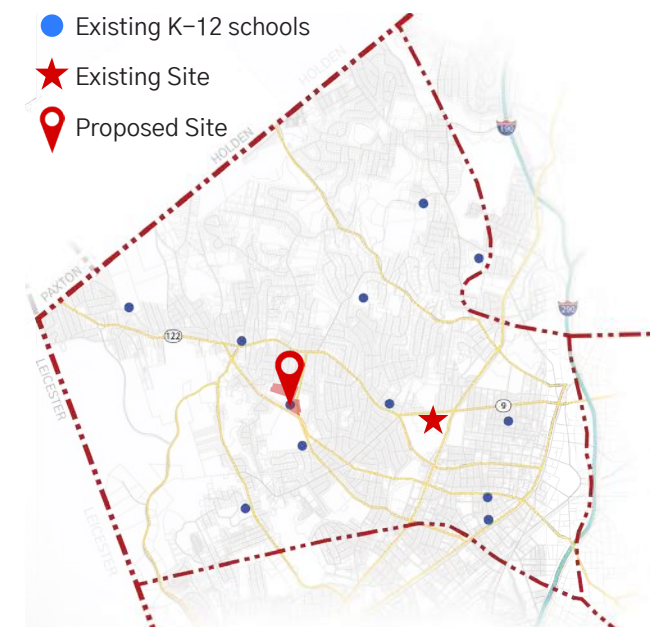 Existing K–12 schools
Existing Site
Proposed Site
HOLDEN
HOLDEN
190
PAXTON
290
122
LEICESTER
9
LEICESTER